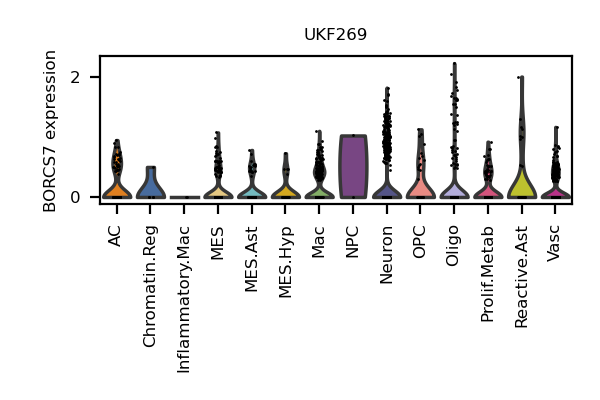 UKF269
BORCS7 expression
2
0
AC
Chromatin.Reg
Inflammatory.Mac
MES
MES.Ast
MES.Hyp
Mac
NPC
Neuron
OPC
Oligo
Prolif.Metab
Reactive.Ast
Vasc